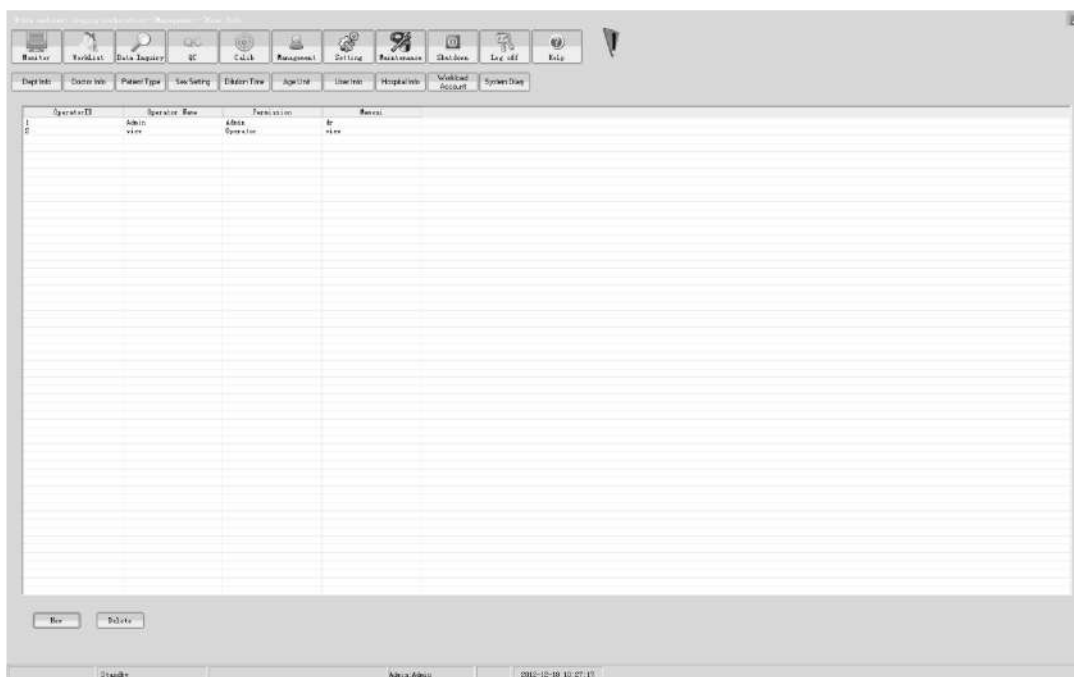 Monitor WorkList Data Inquiry QC Calib Management Setting Maintenance Shutdown Log off Help
Dept Info Doctor Info Patient Type Sex Setting Dilution Time Age Unit User Info Hospital Info Workload Account System Diary
OperatorID Operator Name Permission
1 Admin Admin dr
2 view Operator view
New Delete
Standby Admin:Admin